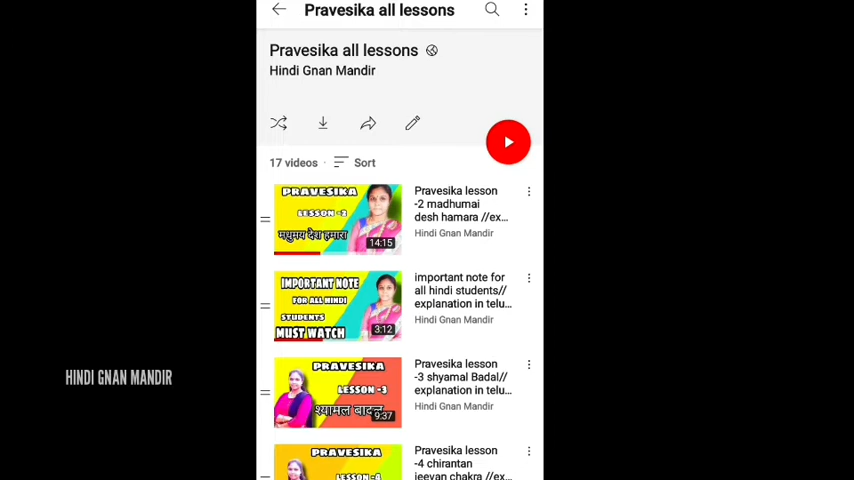 Pravesika all lessons
Pravesika all lessons
Hindi Gnan Mandir
17 videos · Sort
PRAVESIKA
LESSON -2
मधुमय देश हमारा
14:15
Pravesika lesson
-2 madhumai
desh hamara //ex...
Hindi Gnan Mandir
IMPORTANT NOTE
FOR ALL HINDI
STUDENTS
MUST WATCH
3:12
important note for
all hindi students//
explanation in telu...
Hindi Gnan Mandir
PRAVESIKA
LESSON -3
श्यामल बादल
9:37
Pravesika lesson
-3 shyamal Badal//
explanation in telu...
Hindi Gnan Mandir
HINDI GNAN MANDIR
PRAVESIKA
LESSON -4
Pravesika lesson
-4 chirantan
jeevan chakra //ex...